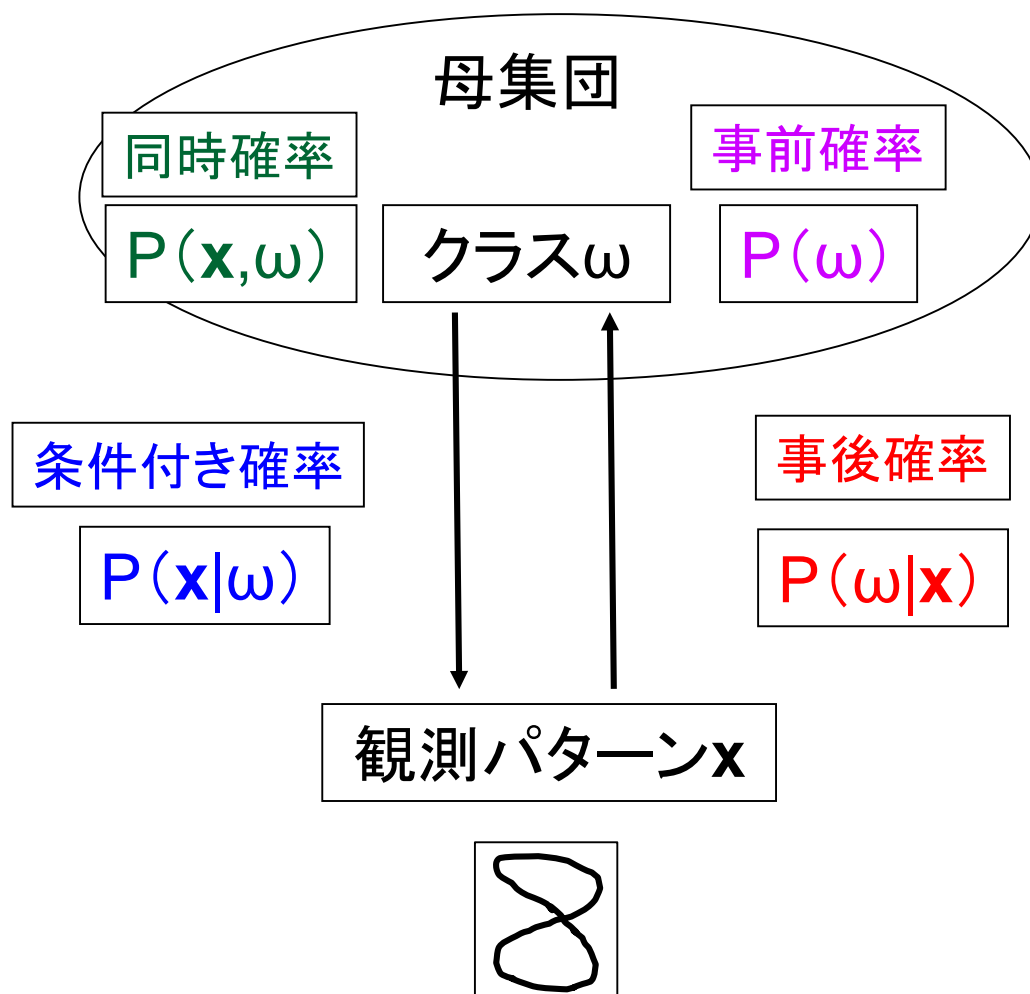 母集団
同時確率
事前確率
P(x,ω)
クラスω
P(ω)
条件付き確率
事後確率
P(x|ω)
P(ω|x)
観測パターンx
8